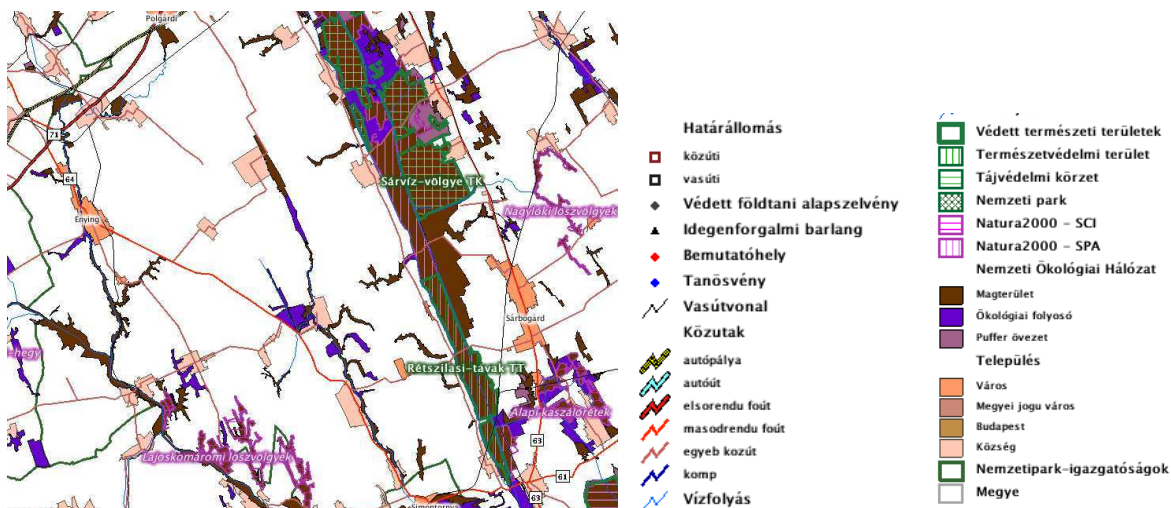 Polgárdi
71
64
Enying
Sárvíz-völgye TK
Nagylóki löszvölgyek
Sárbogárd
-hegy
Rétszilasi-tavak TT
Alapi kaszálórétek
Lajoskomáromi löszvölgyek
63
61
63
Simontornya
Határállomás
közúti
vasúti
Védett földtani alapszelvény
Idegenforgalmi barlang
Bemutatóhely
Tanösvény
Vasútvonal
Közutak
autópálya
autóút
elsorendu foút
masodrendu foút
egyeb kozút
komp
Vízfolyás
Védett természeti területek
Természetvédelmi terület
Tájvédelmi körzet
Nemzeti park
Natura2000 - SCI
Natura2000 - SPA
Nemzeti Ökológiai Hálózat
Magterület
Ökológiai folyosó
Puffer övezet
Település
Város
Megyei jogu város
Budapest
Község
Nemzetipark-igazgatóságok
Megye